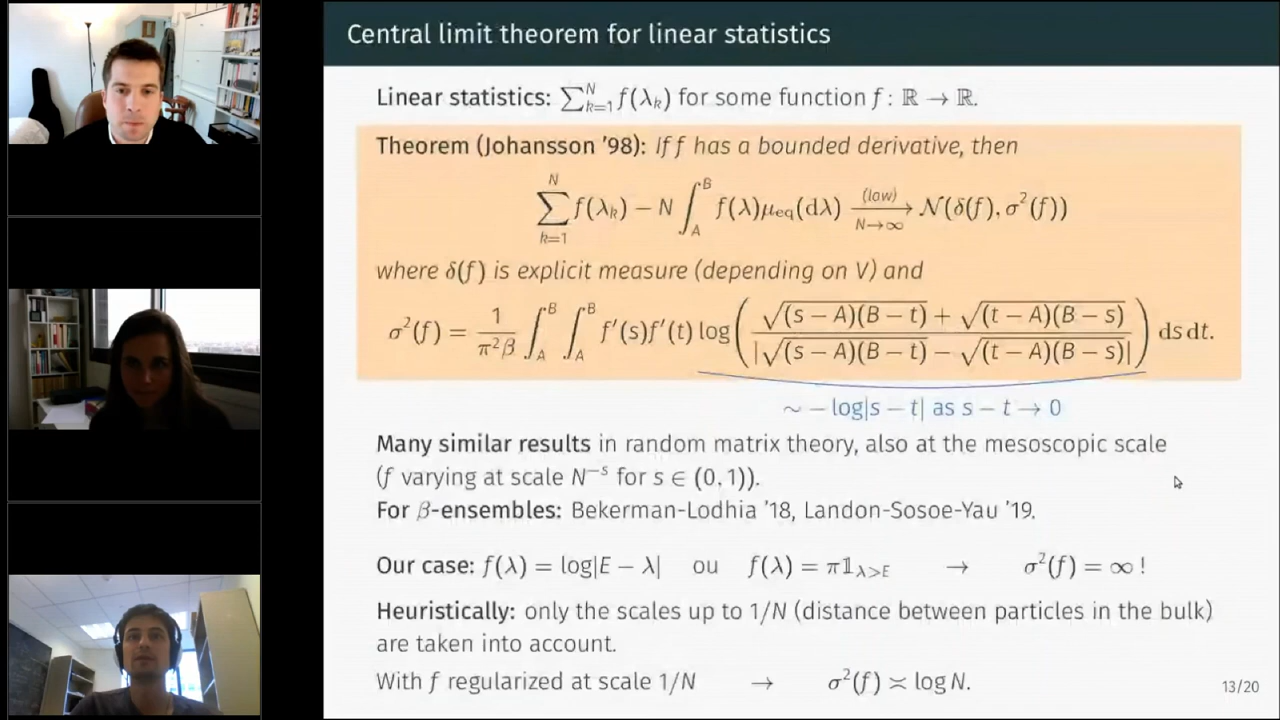 Central limit theorem for linear statistics
Linear statistics: ∑_{k=1}^N f(λ_k) for some function f : ℝ → ℝ.
Theorem (Johansson '98): If f has a bounded derivative, then
∑_{k=1}^N f(λ_k) − N ∫_A^B f(λ)μ_eq(dλ) \xrightarrow[N→∞]{(law)} 𝒩(δ(f), σ²(f))
where δ(f) is explicit measure (depending on V) and
σ²(f) = \frac{1}{π²β} ∫_A^B ∫_A^B f′(s)f′(t) log( \frac{√((s − A)(B − t)) + √((t − A)(B − s))}{|√((s − A)(B − t)) − √((t − A)(B − s))|} ) ds dt.
∼ − log|s − t| as s − t → 0
Many similar results in random matrix theory, also at the mesoscopic scale
(f varying at scale N^{−s} for s ∈ (0, 1)).
For β-ensembles: Bekerman-Lodhia '18, Landon-Sosoe-Yau '19.
Our case: f(λ) = log|E − λ| ou f(λ) = π𝟙_{λ>E} → σ²(f) = ∞ !
Heuristically: only the scales up to 1/N (distance between particles in the bulk)
are taken into account.
With f regularized at scale 1/N → σ²(f) ≍ log N.
13/20